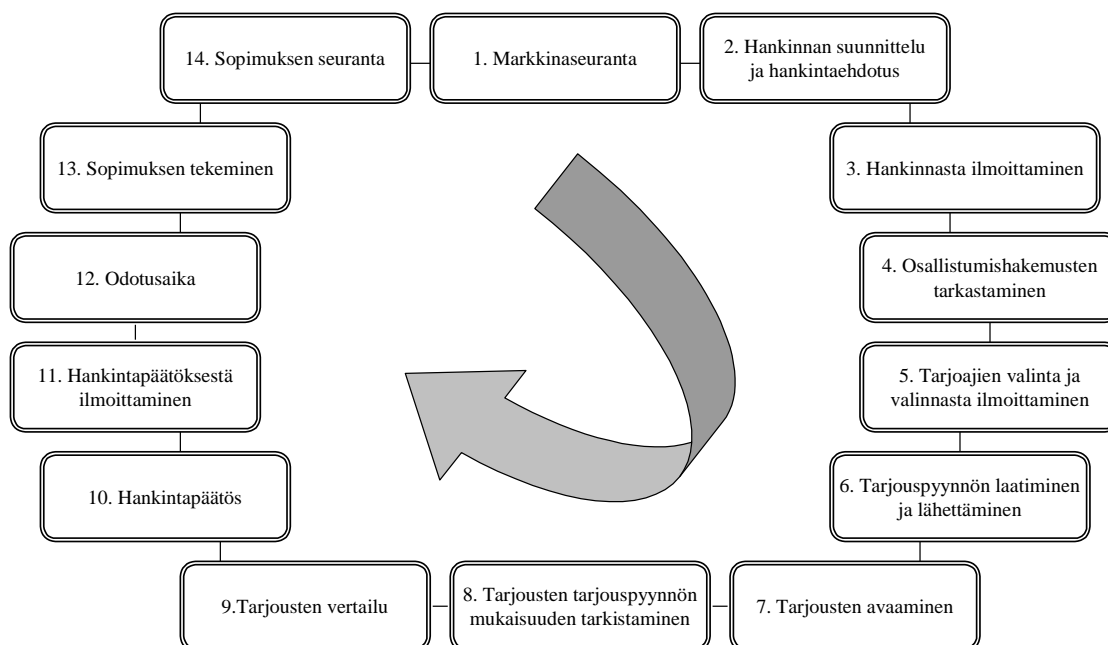 14. Sopimuksen seuranta
1. Markkinaseuranta
2. Hankinnan suunnittelu
ja hankintaehdotus
3. Hankinnasta ilmoittaminen
4. Osallistumishakemusten
tarkastaminen
5. Tarjoajien valinta ja
valinnasta ilmoittaminen
6. Tarjouspyynnön laatiminen
ja lähettäminen
7. Tarjousten avaaminen
8. Tarjousten tarjouspyynnön
mukaisuuden tarkistaminen
9.Tarjousten vertailu
10. Hankintapäätös
11. Hankintapäätöksestä
ilmoittaminen
12. Odotusaika
13. Sopimuksen tekeminen